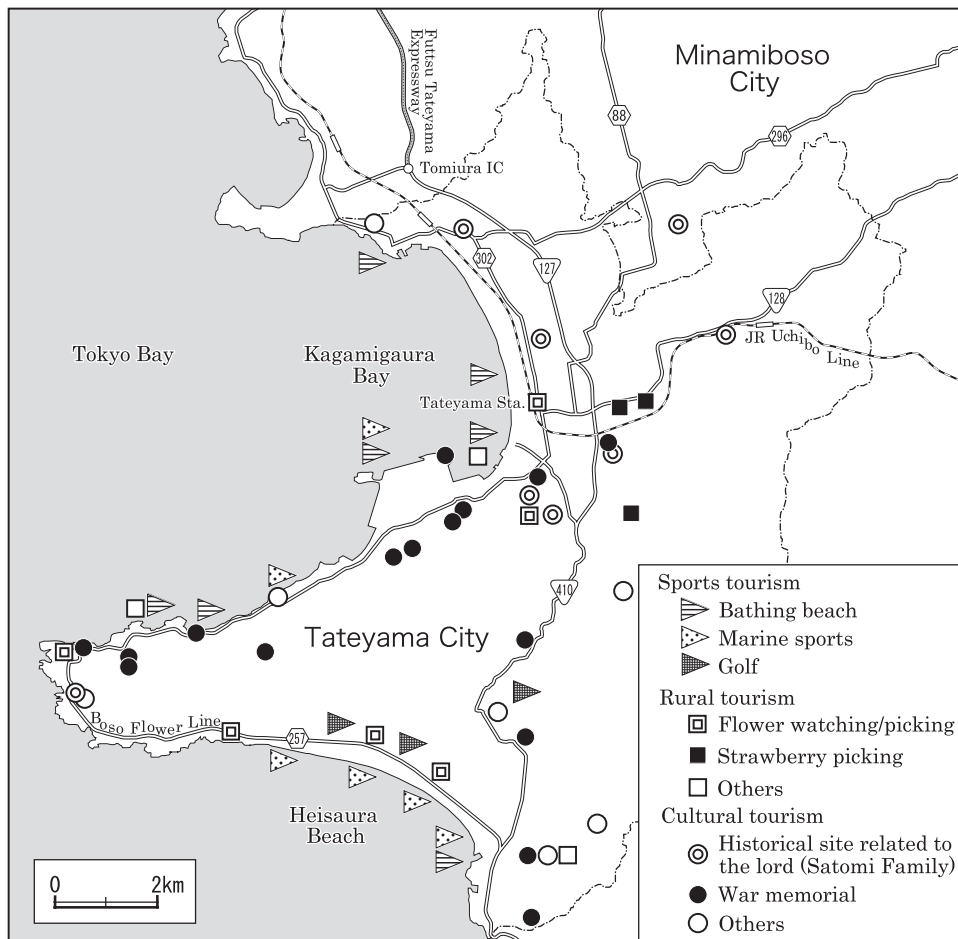 Minamiboso
City
Futtsu Tateyama
Expressway
88
296
Tomiura IC
302
127
128
JR Uchibo Line
Tokyo Bay
Kagamigaura
Bay
Tateyama Sta.
410
Tateyama City
Boso Flower Line
257
Heisaura
Beach
0 2km
Sports tourism
Bathing beach
Marine sports
Golf
Rural tourism
Flower watching/picking
Strawberry picking
Others
Cultural tourism
Historical site related to
the lord (Satomi Family)
War memorial
Others